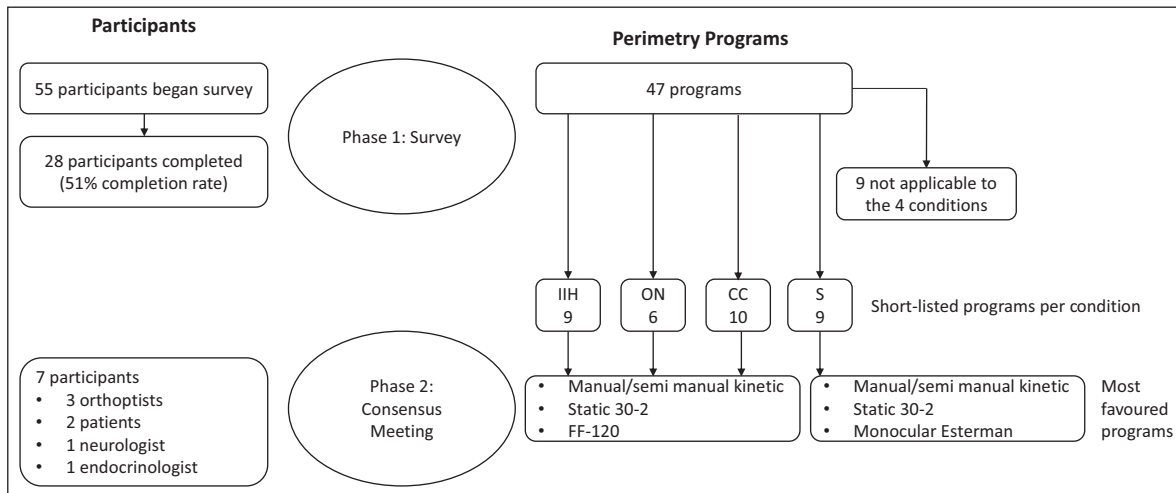 Participants
55 participants began survey
28 participants completed
(51% completion rate)
Phase 1: Survey
Perimetry Programs
47 programs
9 not applicable to
the 4 conditions
IIH
9
ON
6
CC
10
S
9
Short-listed programs per condition
7 participants
• 3 orthoptists
• 2 patients
• 1 neurologist
• 1 endocrinologist
Phase 2:
Consensus
Meeting
• Manual/semi manual kinetic
• Static 30-2
• FF-120
• Manual/semi manual kinetic
• Static 30-2
• Monocular Esterman
Most
favoured
programs